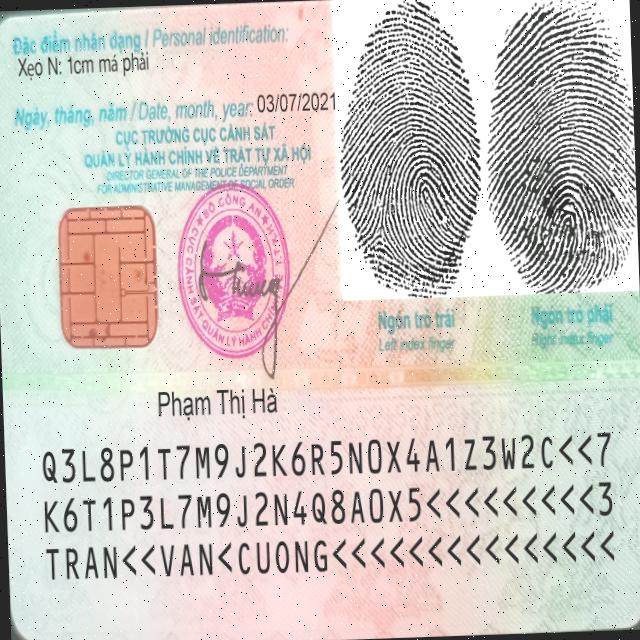 Đặc điểm nhân dạng / Personal identification:
Xẹo N: 1cm má phải
Ngày, tháng, năm / Date, month, year: 03/07/2021
CỤC TRƯỞNG CỤC CẢNH SÁT
QUẢN LÝ HÀNH CHÍNH VỀ TRẬT TỰ XÃ HỘI
DIRECTOR GENERAL OF THE POLICE DEPARTMENT
FOR ADMINISTRATIVE MANAGEMENT OF SOCIAL ORDER
BỘ CÔNG AN
CỤC CẢNH SÁT QUẢN LÝ HÀNH CHÍNH
Ngón trỏ trái
Left index finger
Ngón trỏ phải
Right index finger
Phạm Thị Hà
Q3L8P1T7M9J2K6R5N0X4A1Z3W2C<<7
K6T1P3L7M9J2N4Q8A0X5<<<<<<<<<3
TRAN<<VAN<CUONG<<<<<<<<<<<<<<<